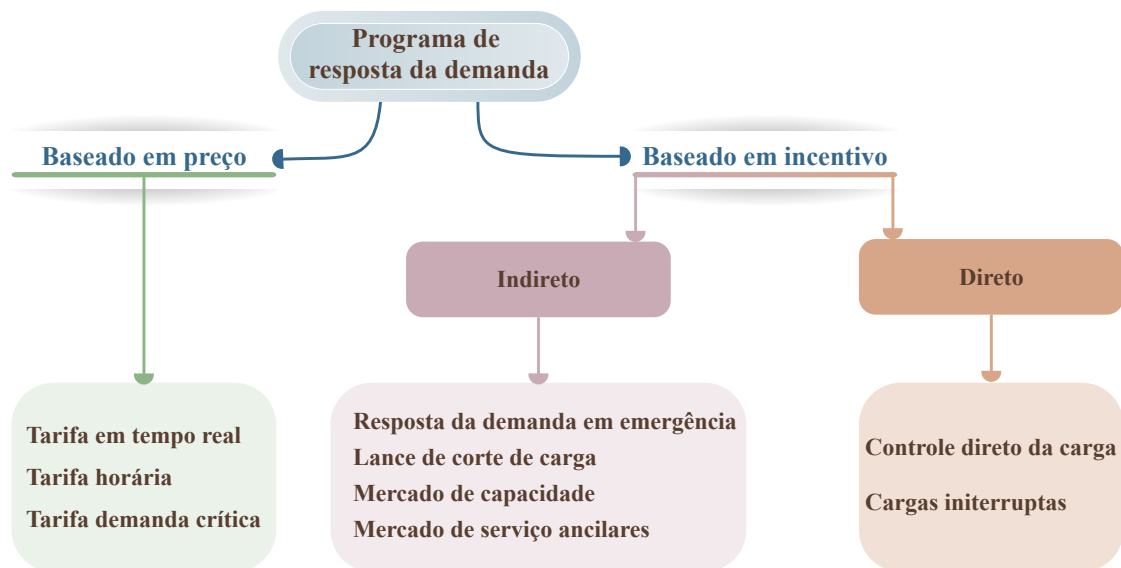 Programa de
resposta da demanda
Baseado em preço
Baseado em incentivo
Indireto
Direto
Tarifa em tempo real
Tarifa horária
Tarifa demanda crítica
Resposta da demanda em emergência
Lance de corte de carga
Mercado de capacidade
Mercado de serviço ancilares
Controle direto da carga
Cargas initerruptas